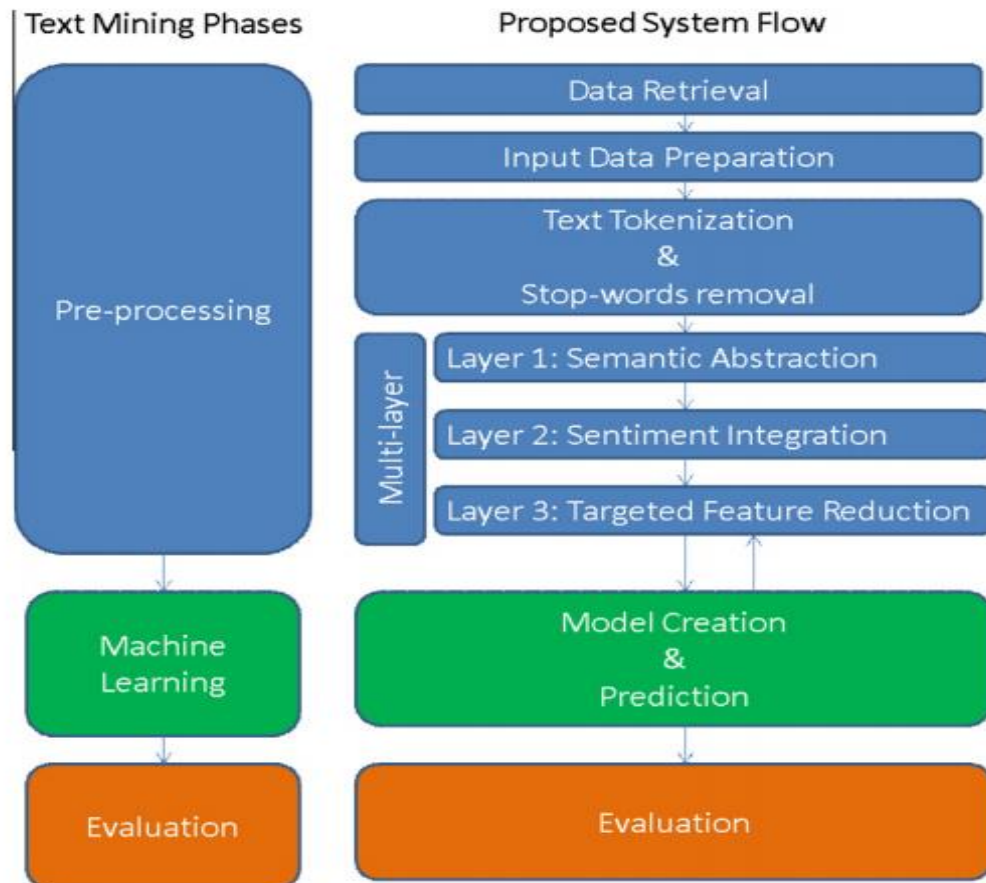 Text Mining Phases
Proposed System Flow
Pre-processing
Machine
Learning
Evaluation
Data Retrieval
Input Data Preparation
Text Tokenization
&
Stop-words removal
Multi-layer
Layer 1: Semantic Abstraction
Layer 2: Sentiment Integration
Layer 3: Targeted Feature Reduction
Model Creation
&
Prediction
Evaluation